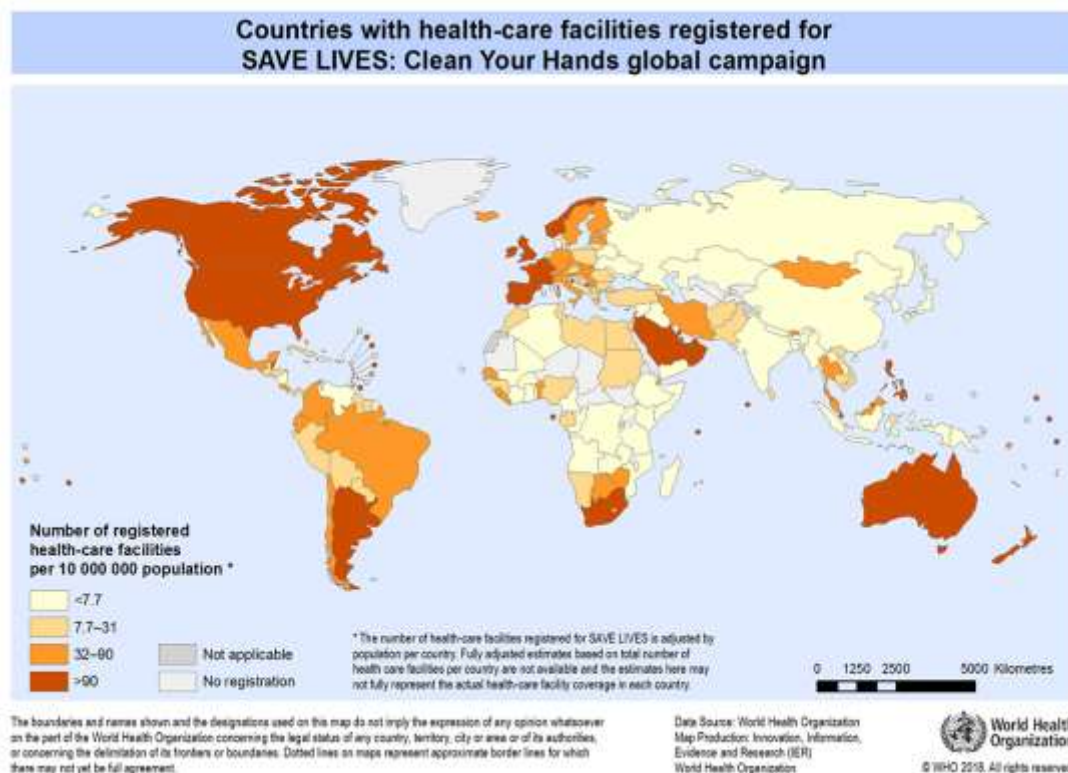 Countries with health-care facilities registered for
SAVE LIVES: Clean Your Hands global campaign
Number of registered
health-care facilities
per 10 000 000 population *
<7.7
7.7–31
32–90
>90
Not applicable
No registration
* The number of health-care facilities registered for SAVE LIVES is adjusted by
population per country. Fully adjusted estimates based on total number of
health care facilities per country are not available and the estimates here may
not fully represent the actual health-care facility coverage in each country.
0 1250 2500 5000 Kilometres
The boundaries and names shown and the designations used on this map do not imply the expression of any opinion whatsoever
on the part of the World Health Organization concerning the legal status of any country, territory, city or area or of its authorities,
or concerning the delimitation of its frontiers or boundaries. Dotted lines on maps represent approximate border lines for which
there may not yet be full agreement.
Data Source: World Health Organization
Map Production: Innovation, Information,
Evidence and Research (IER)
World Health Organization
World Health
Organization
© WHO 2018. All rights reserve